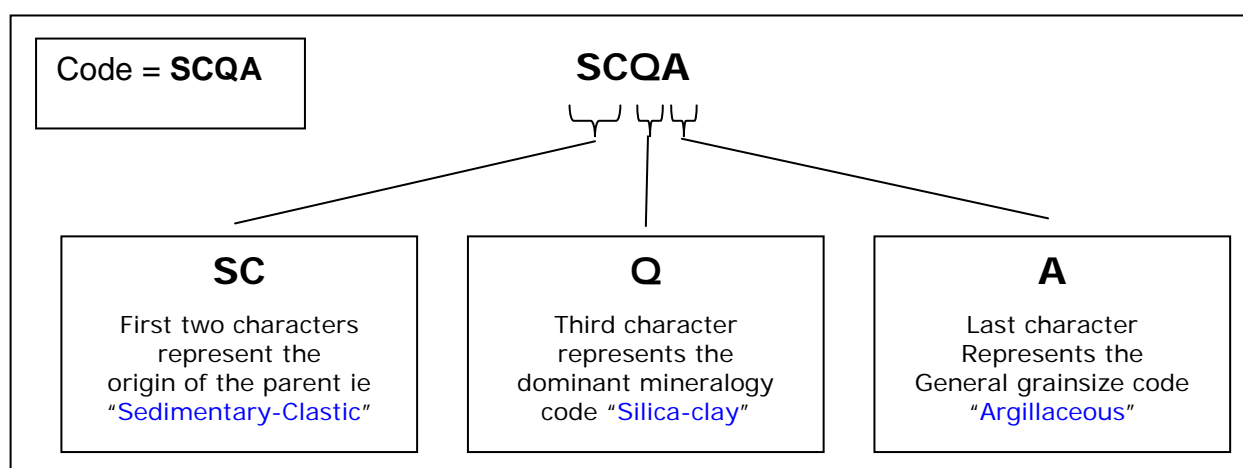 Code = SCQA
SCQA
SC
First two characters
represent the
origin of the parent ie
“Sedimentary-Clastic”
Q
Third character
represents the
dominant mineralogy
code “Silica-clay”
A
Last character
Represents the
General grainsize code
“Argillaceous”